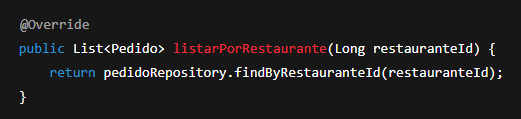 @Override
public List<Pedido> listarPorRestaurante(Long restauranteId) {
    return pedidoRepository.findByRestauranteId(restauranteId);
}